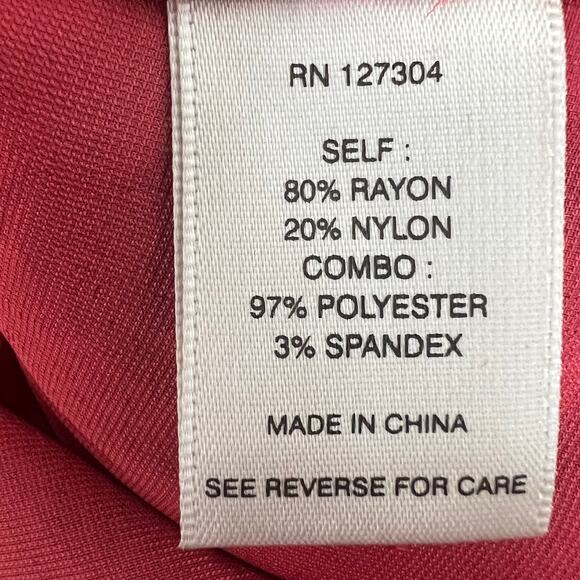 RN 127304
SELF :
80% RAYON
20% NYLON
COMBO :
97% POLYESTER
3% SPANDEX
MADE IN CHINA
SEE REVERSE FOR CARE